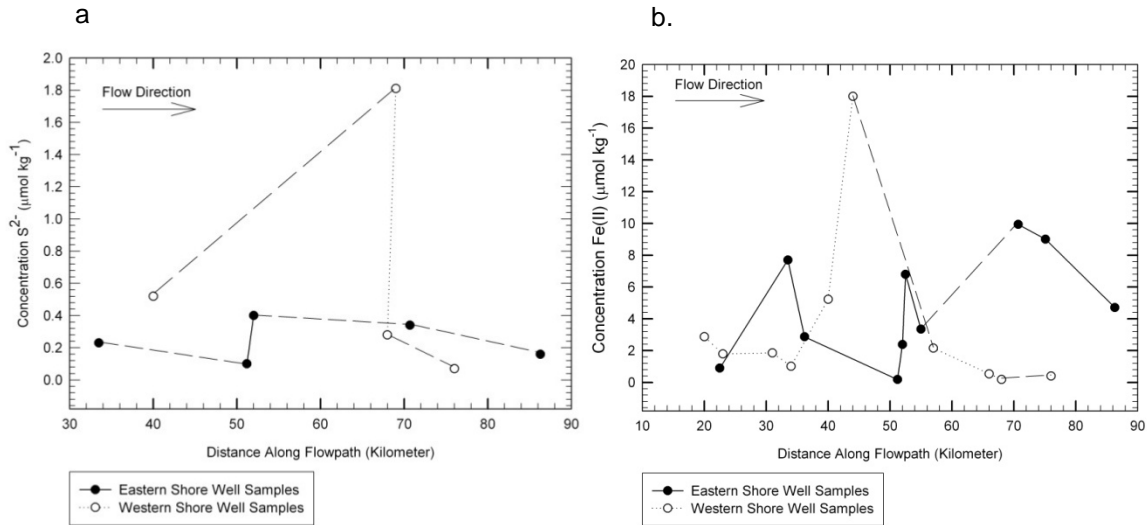 a
2.0
1.8
1.6
1.4
1.2
1.0
0.8
0.6
0.4
0.2
0.0
Concentration S²⁻ (μmol kg⁻¹)
Flow Direction
30 40 50 60 70 80 90
Distance Along Flowpath (Kilometer)
Eastern Shore Well Samples
Western Shore Well Samples
b.
20
18
16
14
12
10
8
6
4
2
0
Concentration Fe(II) (μmol kg⁻¹)
Flow Direction
10 20 30 40 50 60 70 80 90
Distance Along Flowpath (Kilometer)
Eastern Shore Well Samples
Western Shore Well Samples